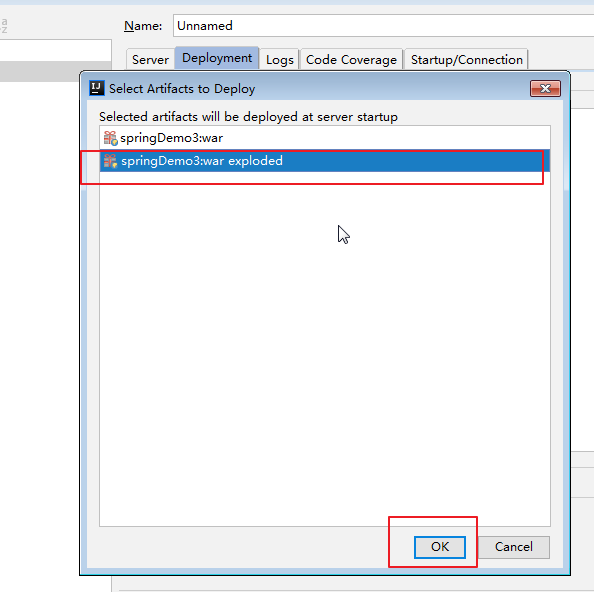 Name: Unnamed
Server Deployment Logs Code Coverage Startup/Connection
Select Artifacts to Deploy
Selected artifacts will be deployed at server startup
springDemo3:war
springDemo3:war exploded
OK Cancel